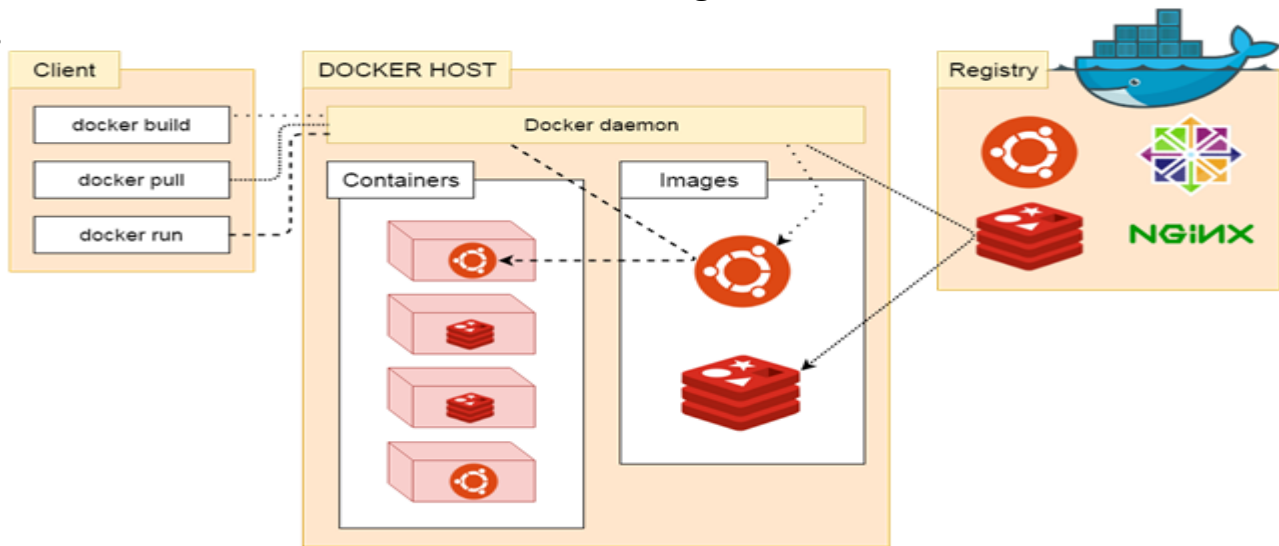 Client
docker build
docker pull
docker run
DOCKER HOST
Docker daemon
Containers
Images
Registry
NGiNX